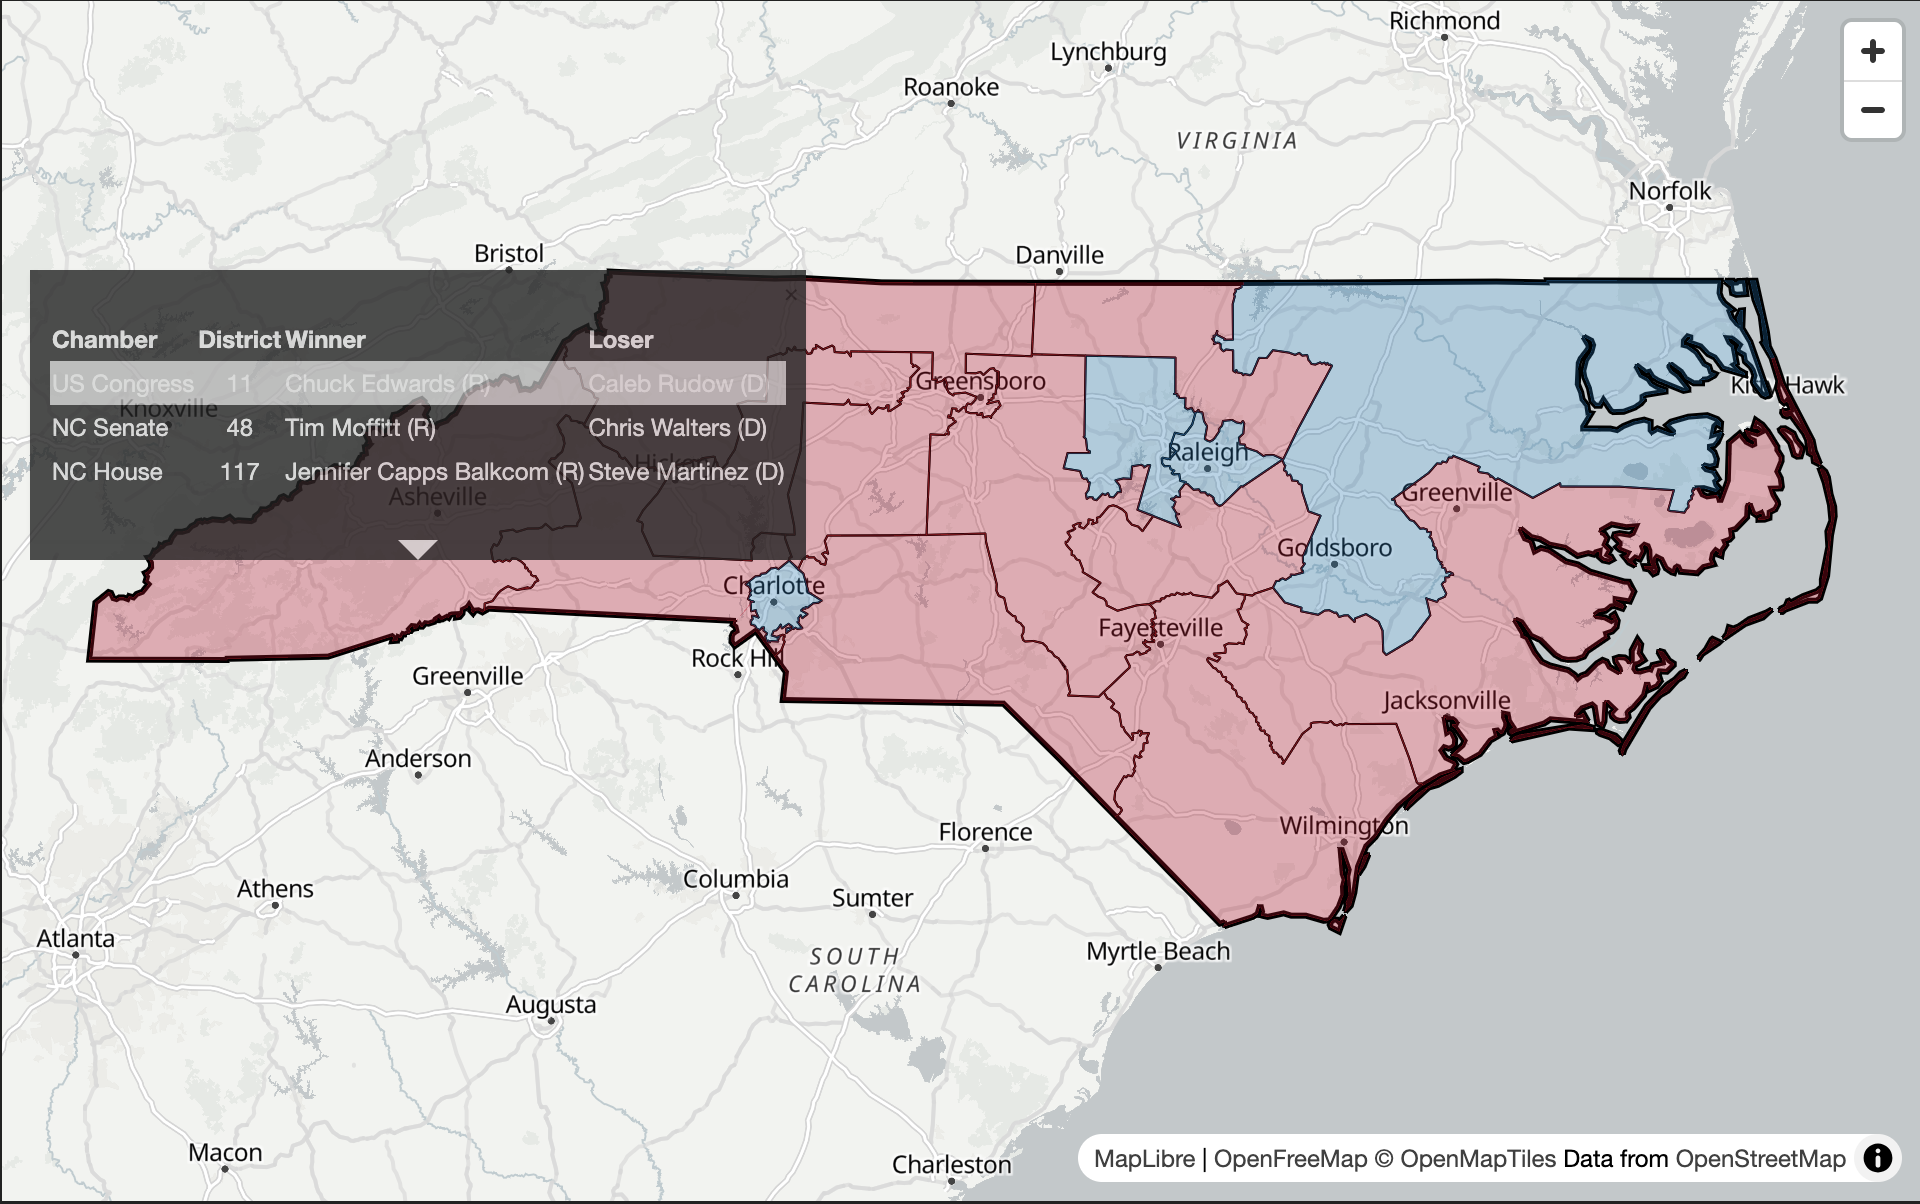 Richmond
Lynchburg
Roanoke
VIRGINIA
Norfolk
Bristol
Danville
×
Chamber District Winner Loser
US Congress 11 Chuck Edwards (R) Caleb Rudow (D)
NC Senate 48 Tim Moffitt (R) Chris Walters (D)
NC House 117 Jennifer Capps Balkcom (R) Steve Martinez (D)
Knoxville
Asheville
Greensboro
Kitty Hawk
Raleigh
Greenville
Goldsboro
Charlotte
Fayetteville
Rock Hill
Greenville
Jacksonville
Anderson
Wilmington
Florence
Columbia
Athens
Sumter
Atlanta
Myrtle Beach
SOUTH
CAROLINA
Augusta
Macon
Charleston
MapLibre | OpenFreeMap © OpenMapTiles Data from OpenStreetMap